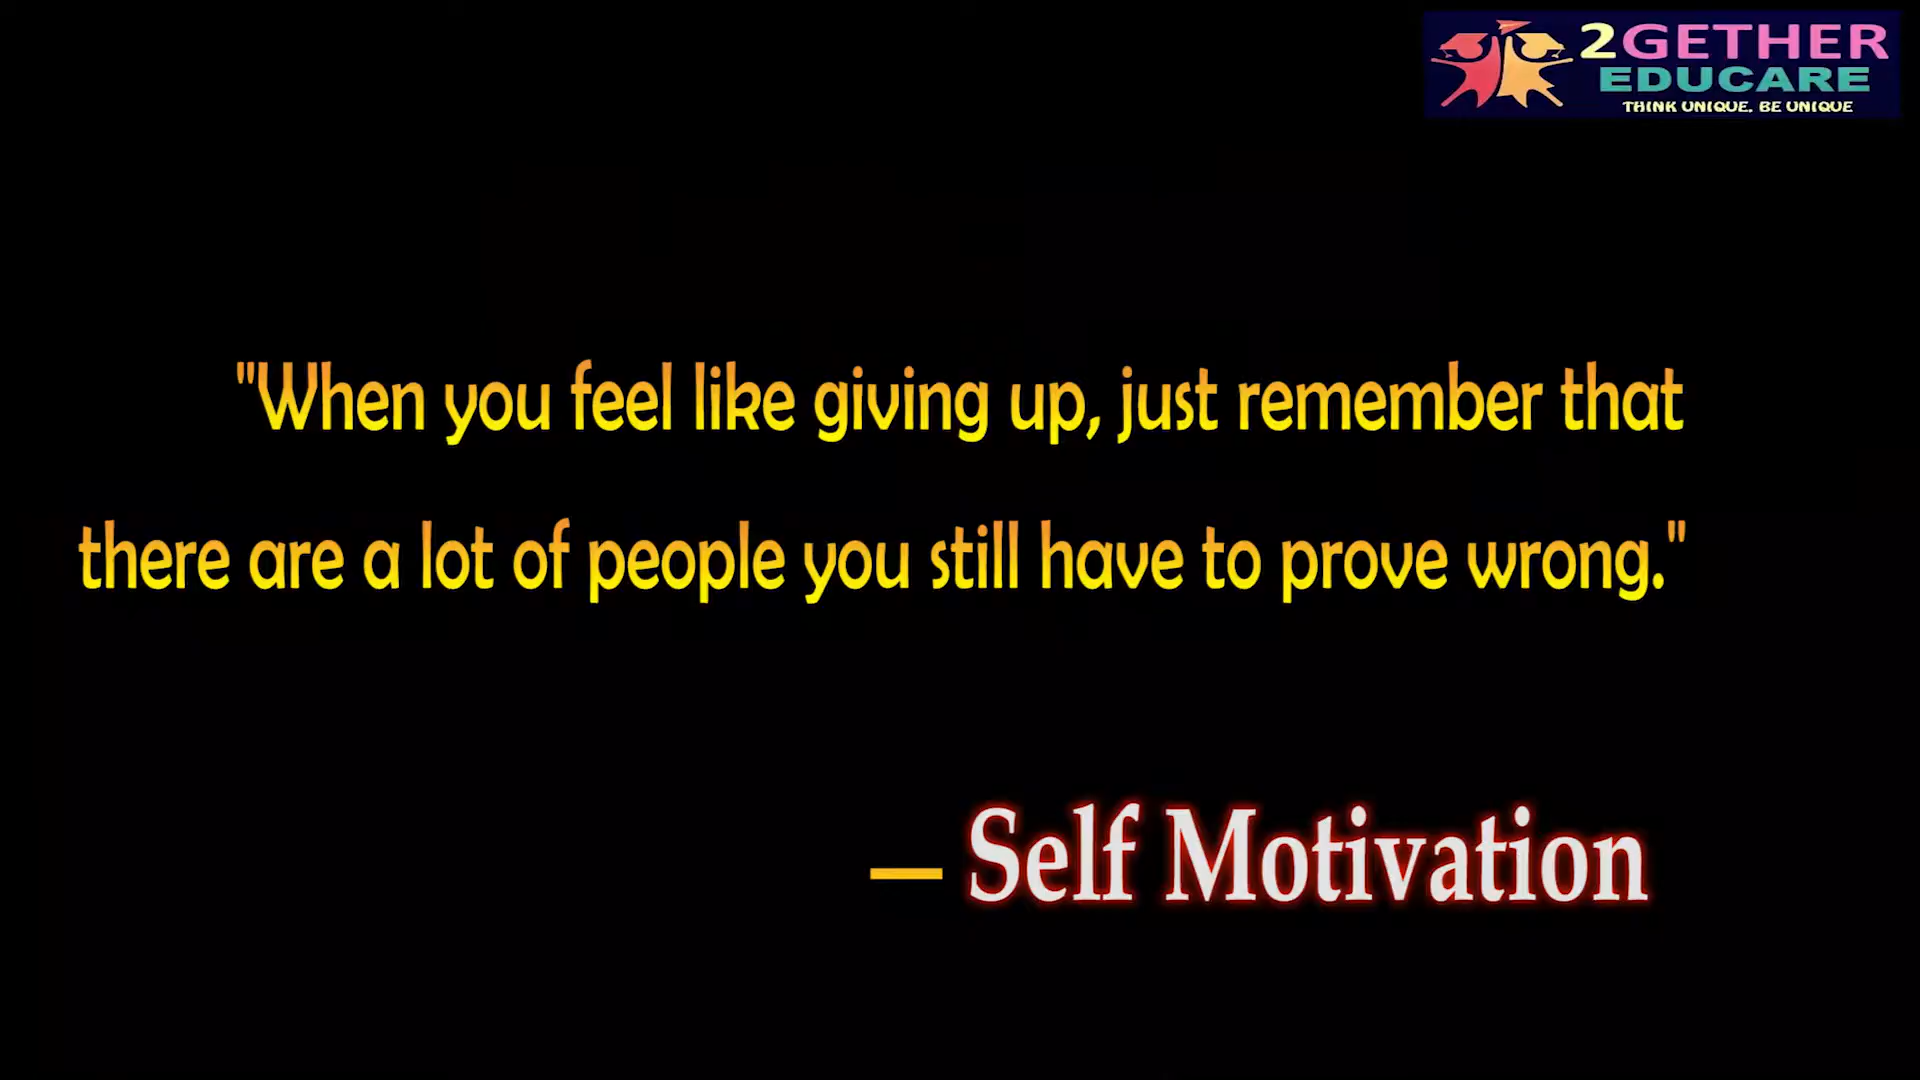 2GETHER
EDUCARE
THINK UNIQUE, BE UNIQUE
"When you feel like giving up, just remember that
there are a lot of people you still have to prove wrong."
— Self Motivation